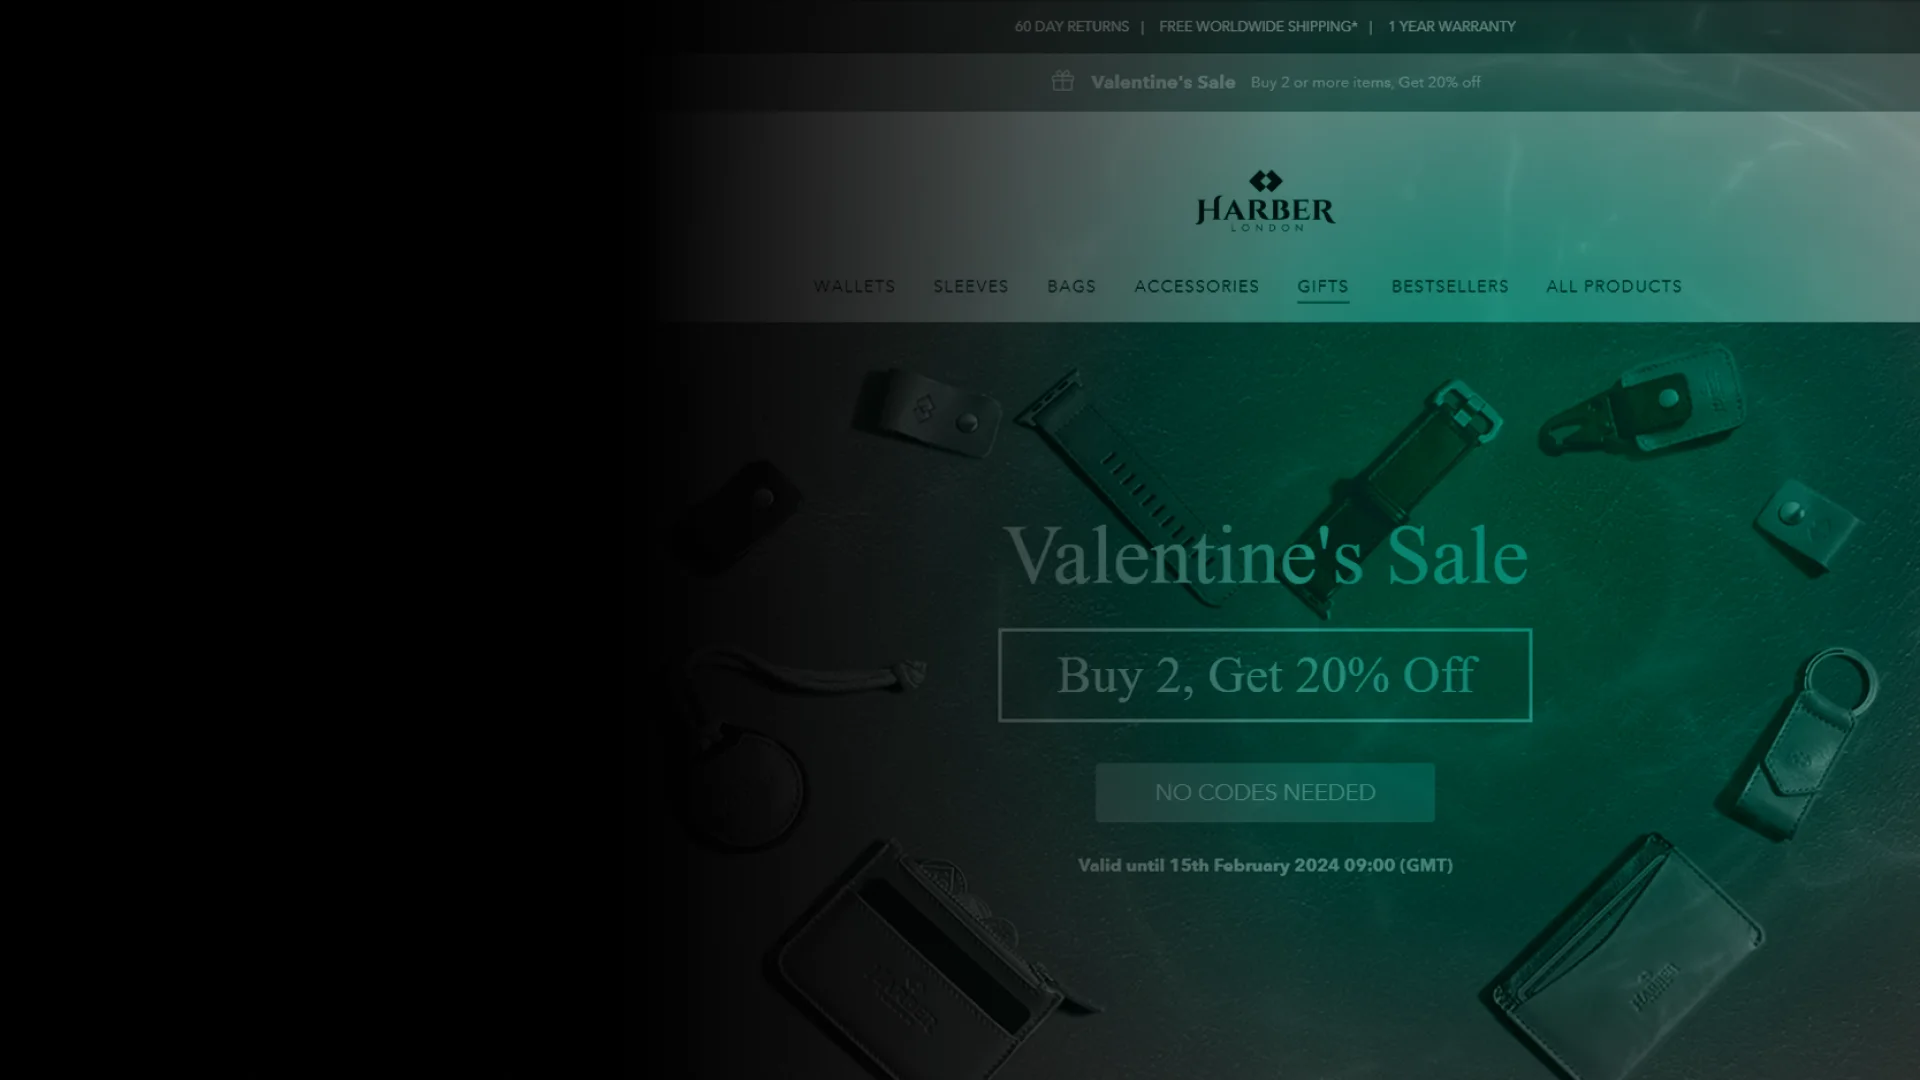 60 DAY RETURNS | FREE WORLDWIDE SHIPPING* | 1 YEAR WARRANTY
Valentine's Sale Buy 2 or more items, Get 20% off
HARBER
LONDON
WALLETS SLEEVES BAGS ACCESSORIES GIFTS BESTSELLERS ALL PRODUCTS
Valentine's Sale
Buy 2, Get 20% Off
NO CODES NEEDED
Valid until 15th February 2024 09:00 (GMT)
HARBER
HARBER